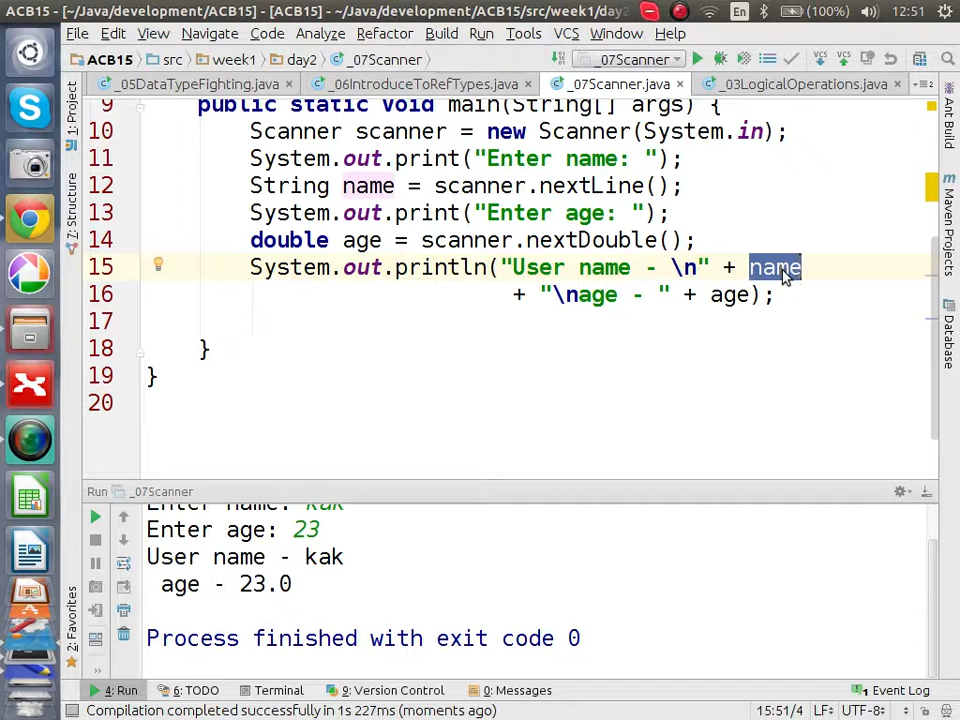 ACB15 - [~/Java/development/ACB15] - [ACB15] - ~/Java/development/ACB15/src/week1/day2 En (100%) 12:51
File Edit View Navigate Code Analyze Refactor Build Run Tools VCS Window Help
ACB15 src week1 day2 _07Scanner _07Scanner VCS VCS
_05DataTypeFighting.java _06IntroduceToRefTypes.java _07Scanner.java _03LogicalOperations.java
9 public static void main(String[] args) {
10 Scanner scanner = new Scanner(System.in);
11 System.out.print("Enter name: ");
12 String name = scanner.nextLine();
13 System.out.print("Enter age: ");
14 double age = scanner.nextDouble();
15 System.out.println("User name - \n" + name
16 + "\nage - " + age);
17
18 }
19 }
20
1: Project
7: Structure
2: Favorites
Ant Build
Maven Projects
Database
Run _07Scanner
Enter name: kak
Enter age: 23
User name - kak
age - 23.0
Process finished with exit code 0
4: Run 6: TODO Terminal 9: Version Control 0: Messages 1 Event Log
Compilation completed successfully in 1s 227ms (moments ago) 15:51/4 LF UTF-8